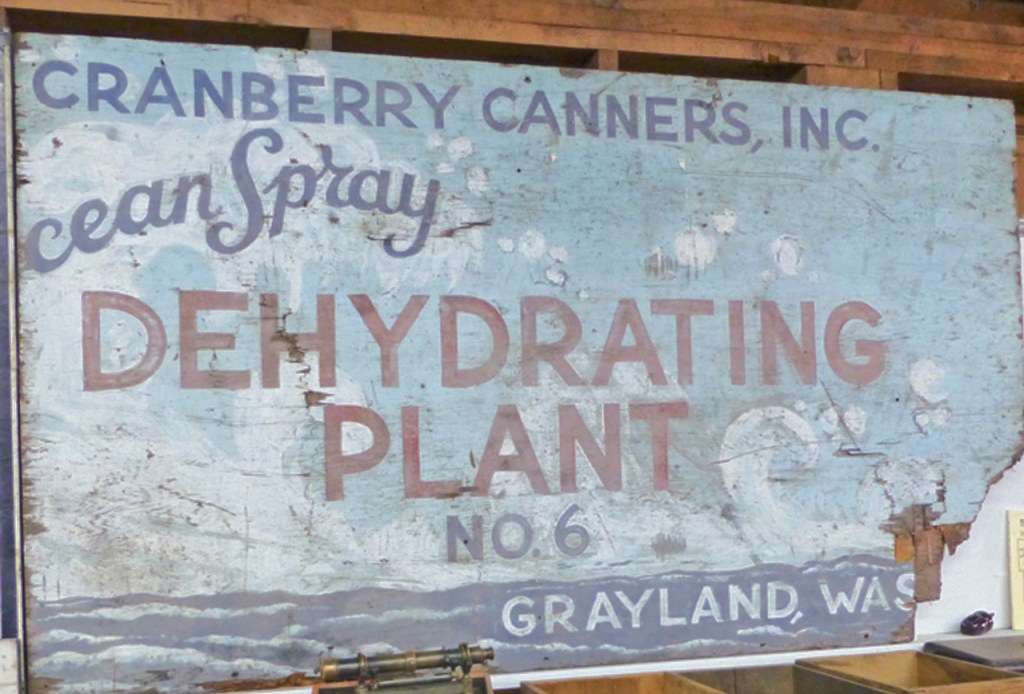 CRANBERRY CANNERS, INC.
cean Spray
DEHYDRATING
PLANT
NO. 6
GRAYLAND, WAS